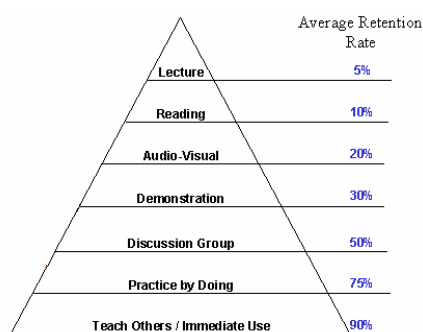 Average Retention
Rate
Lecture 5%
Reading 10%
Audio-Visual 20%
Demonstration 30%
Discussion Group 50%
Practice by Doing 75%
Teach Others / Immediate Use 90%